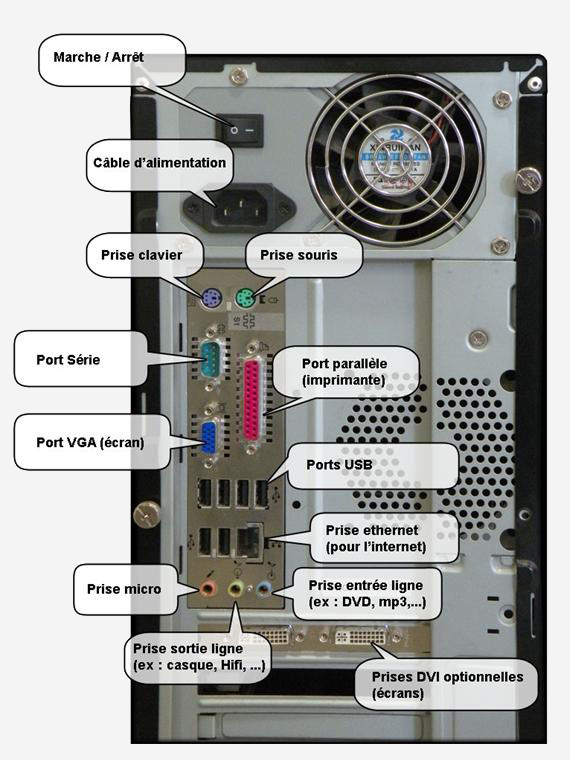 Marche / Arrêt
Câble d'alimentation
Prise clavier
Prise souris
Port Série
Port parallèle
(imprimante)
Port VGA (écran)
Ports USB
Prise ethernet
(pour l'internet)
Prise micro
Prise entrée ligne
(ex : DVD, mp3,...)
Prise sortie ligne
(ex : casque, Hifi, ...)
Prises DVI optionnelles
(écrans)